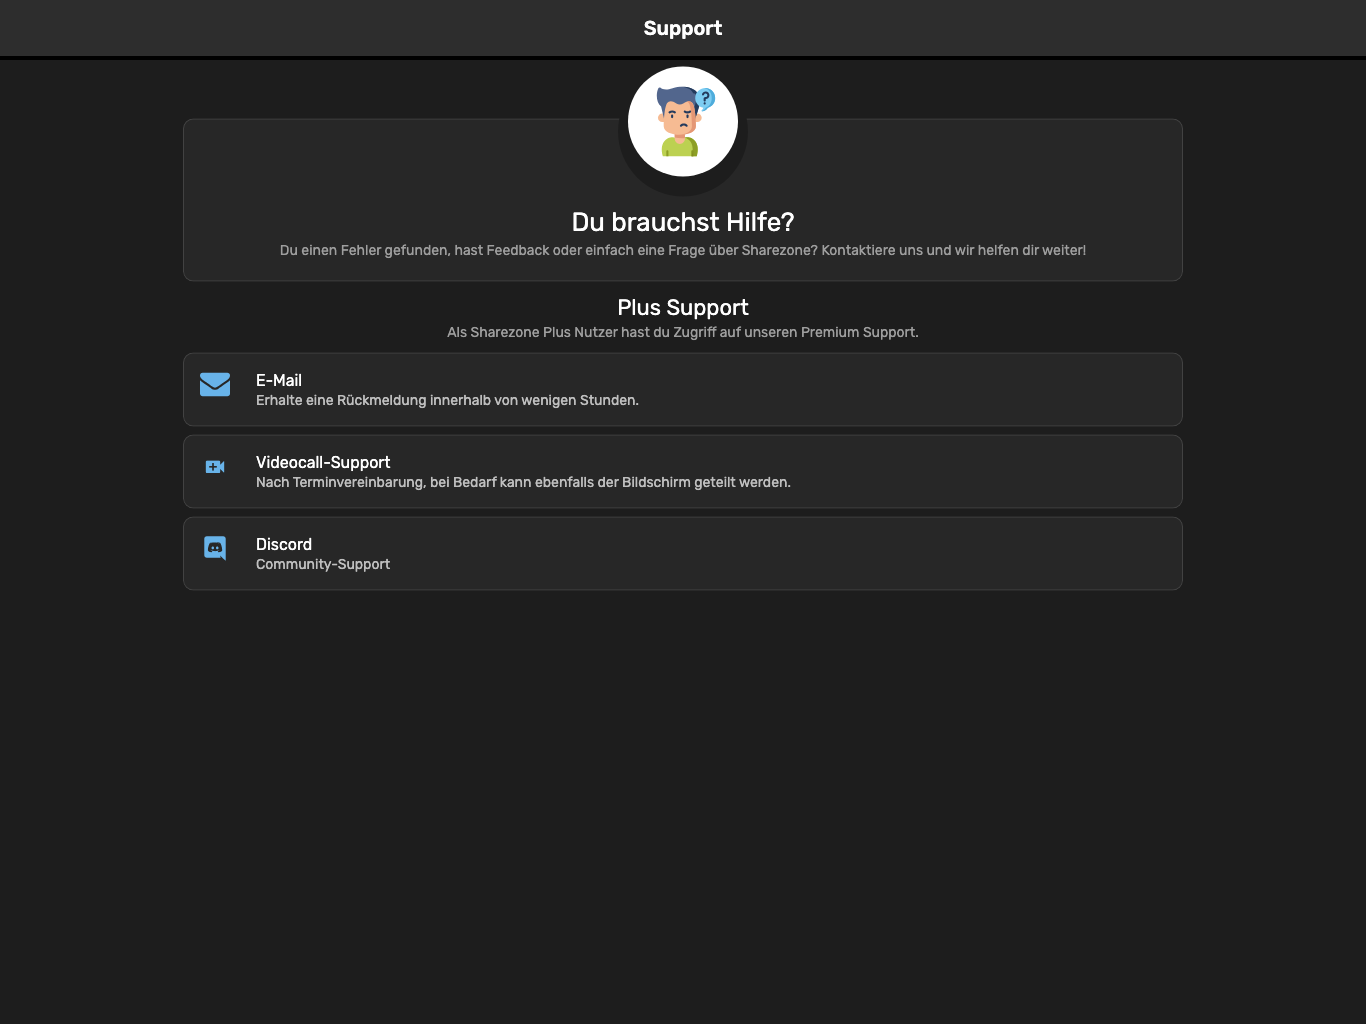 Support
?
Du brauchst Hilfe?
Du einen Fehler gefunden, hast Feedback oder einfach eine Frage über Sharezone? Kontaktiere uns und wir helfen dir weiter!
Plus Support
Als Sharezone Plus Nutzer hast du Zugriff auf unseren Premium Support.
E-Mail
Erhalte eine Rückmeldung innerhalb von wenigen Stunden.
Videocall-Support
Nach Terminvereinbarung, bei Bedarf kann ebenfalls der Bildschirm geteilt werden.
Discord
Community-Support